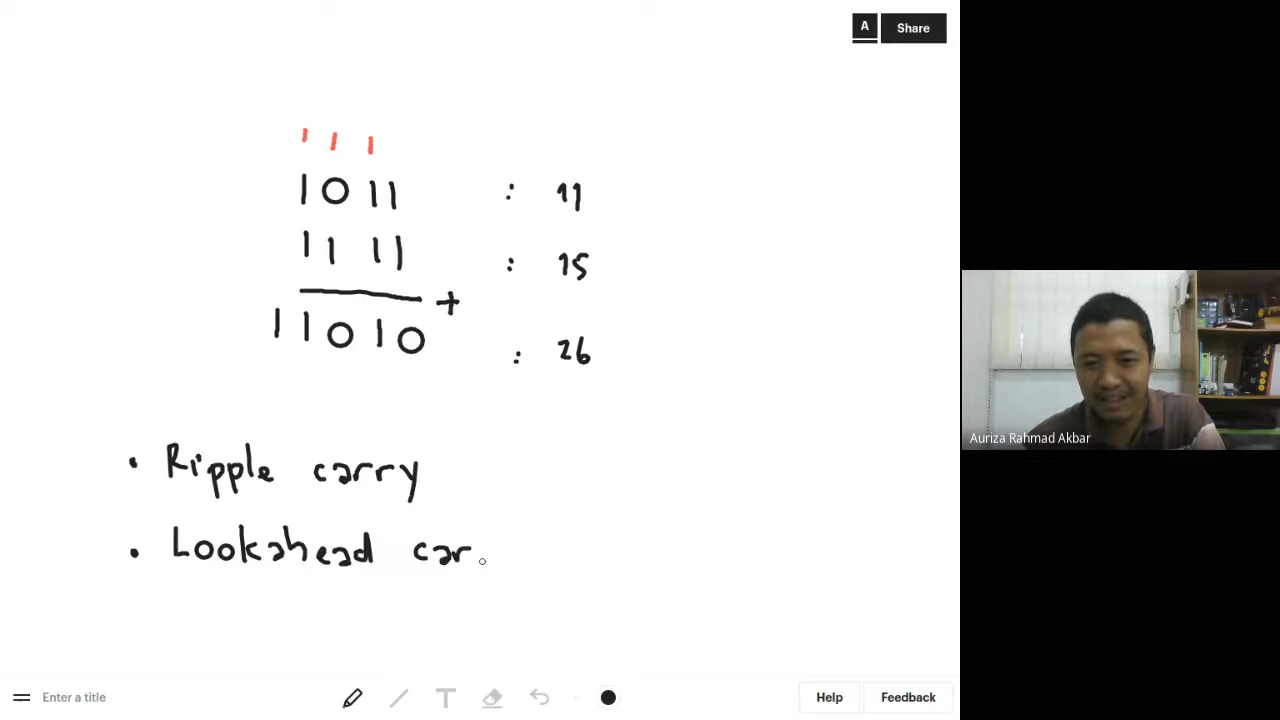 A Share
1 1 1
1011 : 11
1111 : 15
+
11010 : 26
• Ripple carry
• Lookahead car
Auriza Rahmad Akbar
Enter a title T Help Feedback